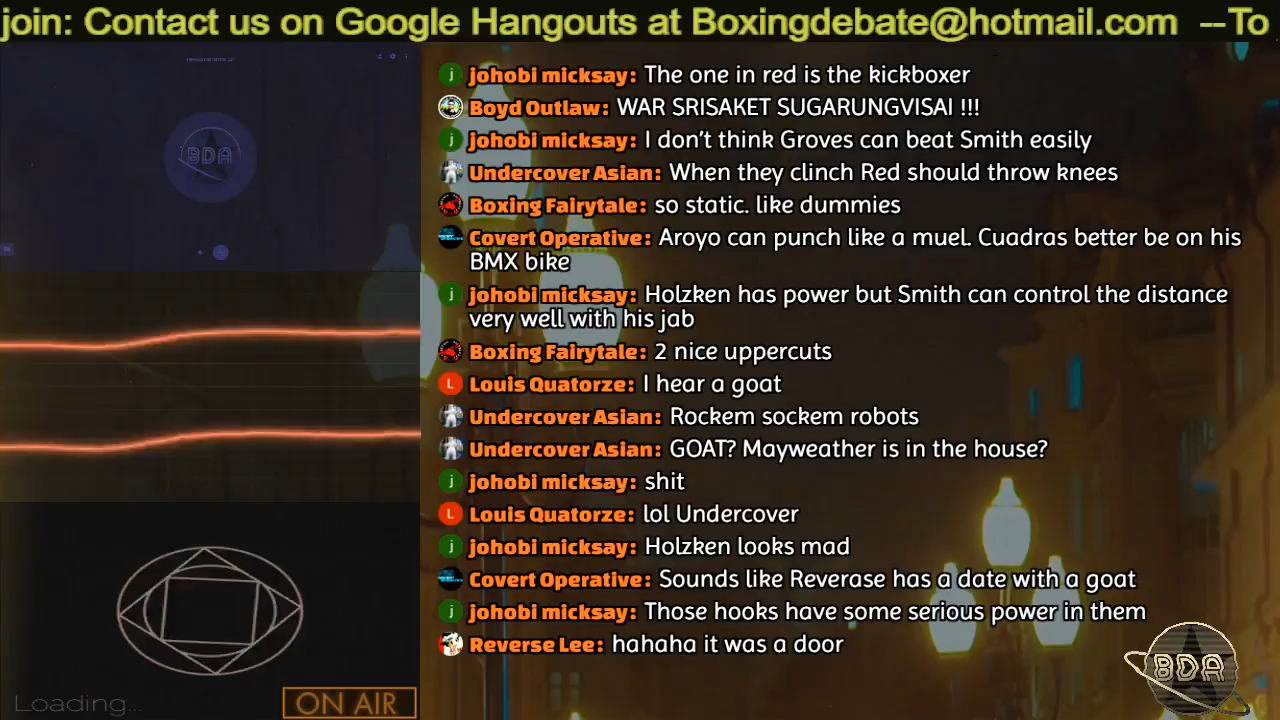 join: Contact us on Google Hangouts at Boxingdebate@hotmail.com --To
johobi micksay: The one in red is the kickboxer
Boyd Outlaw: WAR SRISAKET SUGARUNGVISAI !!!
johobi micksay: I don't think Groves can beat Smith easily
Undercover Asian: When they clinch Red should throw knees
Boxing Fairytale: so static. like dummies
Covert Operative: Aroyo can punch like a muel. Cuadras better be on his
BMX bike
johobi micksay: Holzken has power but Smith can control the distance
very well with his jab
Boxing Fairytale: 2 nice uppercuts
L Louis Quatorze: I hear a goat
Undercover Asian: Rockem sockem robots
Undercover Asian: GOAT? Mayweather is in the house?
johobi micksay: shit
L Louis Quatorze: lol Undercover
johobi micksay: Holzken looks mad
Covert Operative: Sounds like Reverase has a date with a goat
johobi micksay: Those hooks have some serious power in them
Reverse Lee: hahaha it was a door
BDA
Loading...
ON AIR
BDA